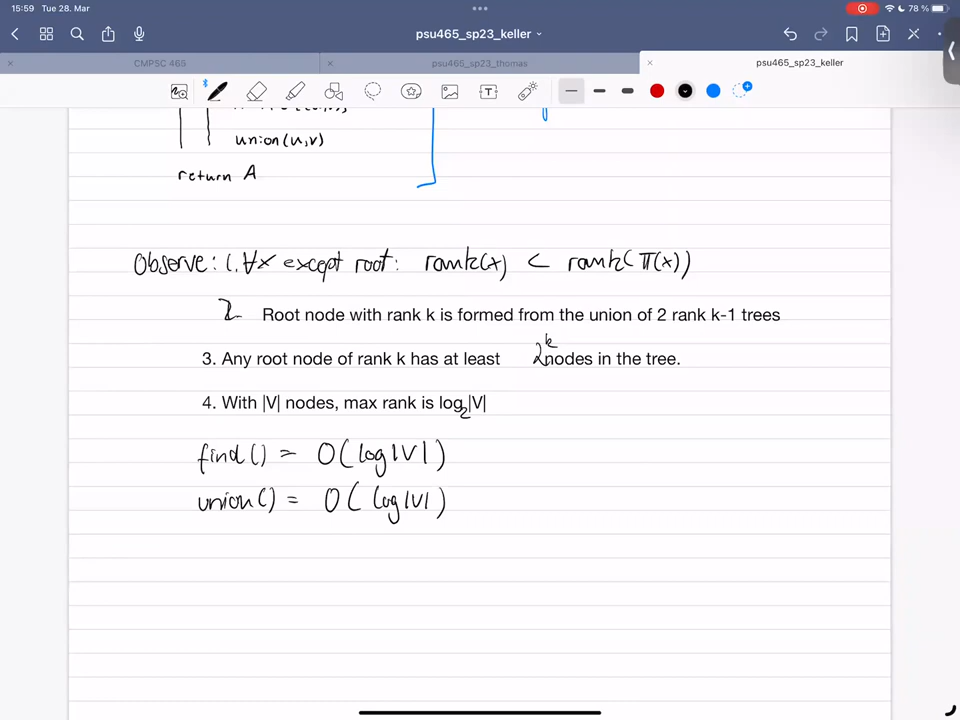 15:59 Tue 28. Mar
78 %
psu465_sp23_keller
CMPSC 465
psu465_sp23_thomas
psu465_sp23_keller
union(u,v)
return A
Observe: 1. ∀x except root: rank(x) < rank(π(x))
2 Root node with rank k is formed from the union of 2 rank k-1 trees
3. Any root node of rank k has at least 2^k nodes in the tree.
4. With |V| nodes, max rank is log₂|V|
find() = O(log|V|)
union() = O(log|V|)